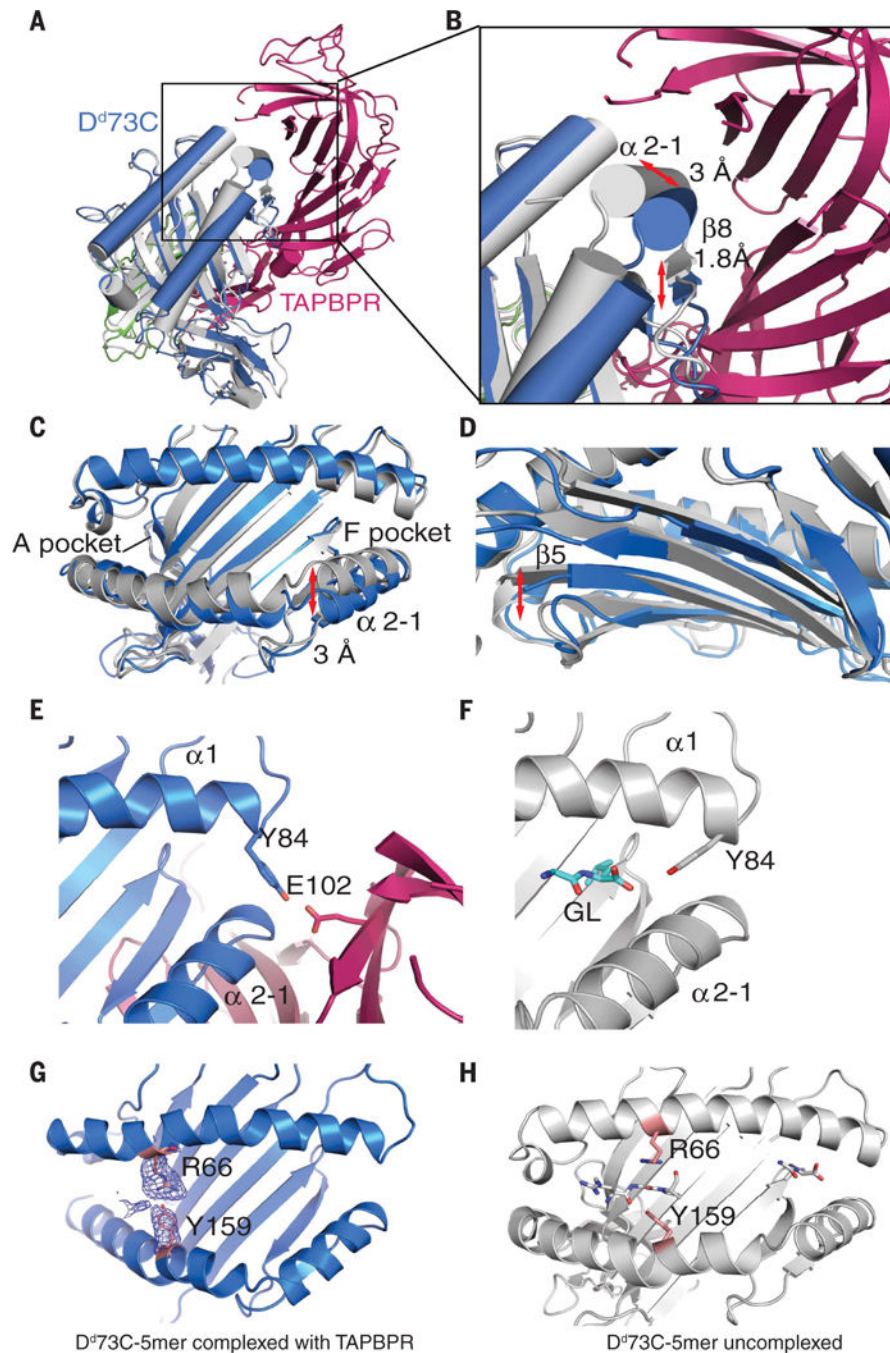 A
B
Dᵈ73C
TAPBPR
α 2-1
3 Å
β8
1.8Å
C
D
A pocket
F pocket
α 2-1
3 Å
β5
E
F
α1
Y84
E102
α 2-1
α1
Y84
GL
α2-1
G
H
R66
Y159
R66
Y159
Dᵈ73C-5mer complexed with TAPBPR
Dᵈ73C-5mer uncomplexed